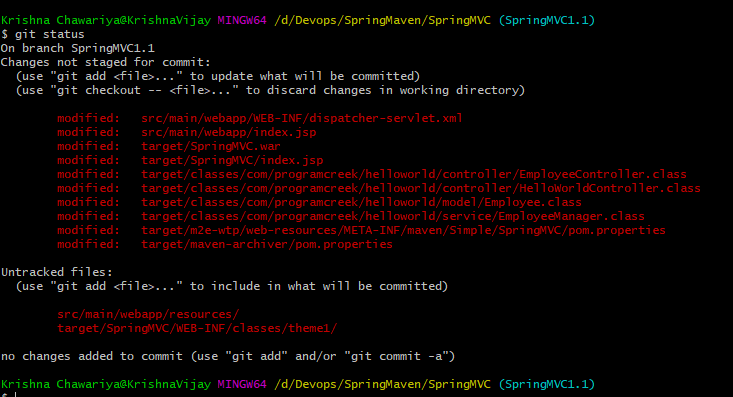 Krishna Chawariya@KrishnaVijay MINGW64 /d/Devops/SpringMaven/SpringMVC (SpringMVC1.1)
$ git status
On branch SpringMVC1.1
Changes not staged for commit:
  (use "git add <file>..." to update what will be committed)
  (use "git checkout -- <file>..." to discard changes in working directory)
        modified:   src/main/webapp/WEB-INF/dispatcher-servlet.xml
        modified:   src/main/webapp/index.jsp
        modified:   target/SpringMVC.war
        modified:   target/SpringMVC/index.jsp
        modified:   target/classes/com/programcreek/helloworld/controller/EmployeeController.class
        modified:   target/classes/com/programcreek/helloworld/controller/HelloWorldController.class
        modified:   target/classes/com/programcreek/helloworld/model/Employee.class
        modified:   target/classes/com/programcreek/helloworld/service/EmployeeManager.class
        modified:   target/m2e-wtp/web-resources/META-INF/maven/Simple/SpringMVC/pom.properties
        modified:   target/maven-archiver/pom.properties
Untracked files:
  (use "git add <file>..." to include in what will be committed)
        src/main/webapp/resources/
        target/SpringMVC/WEB-INF/classes/theme1/
no changes added to commit (use "git add" and/or "git commit -a")
Krishna Chawariya@KrishnaVijay MINGW64 /d/Devops/SpringMaven/SpringMVC (SpringMVC1.1)
$